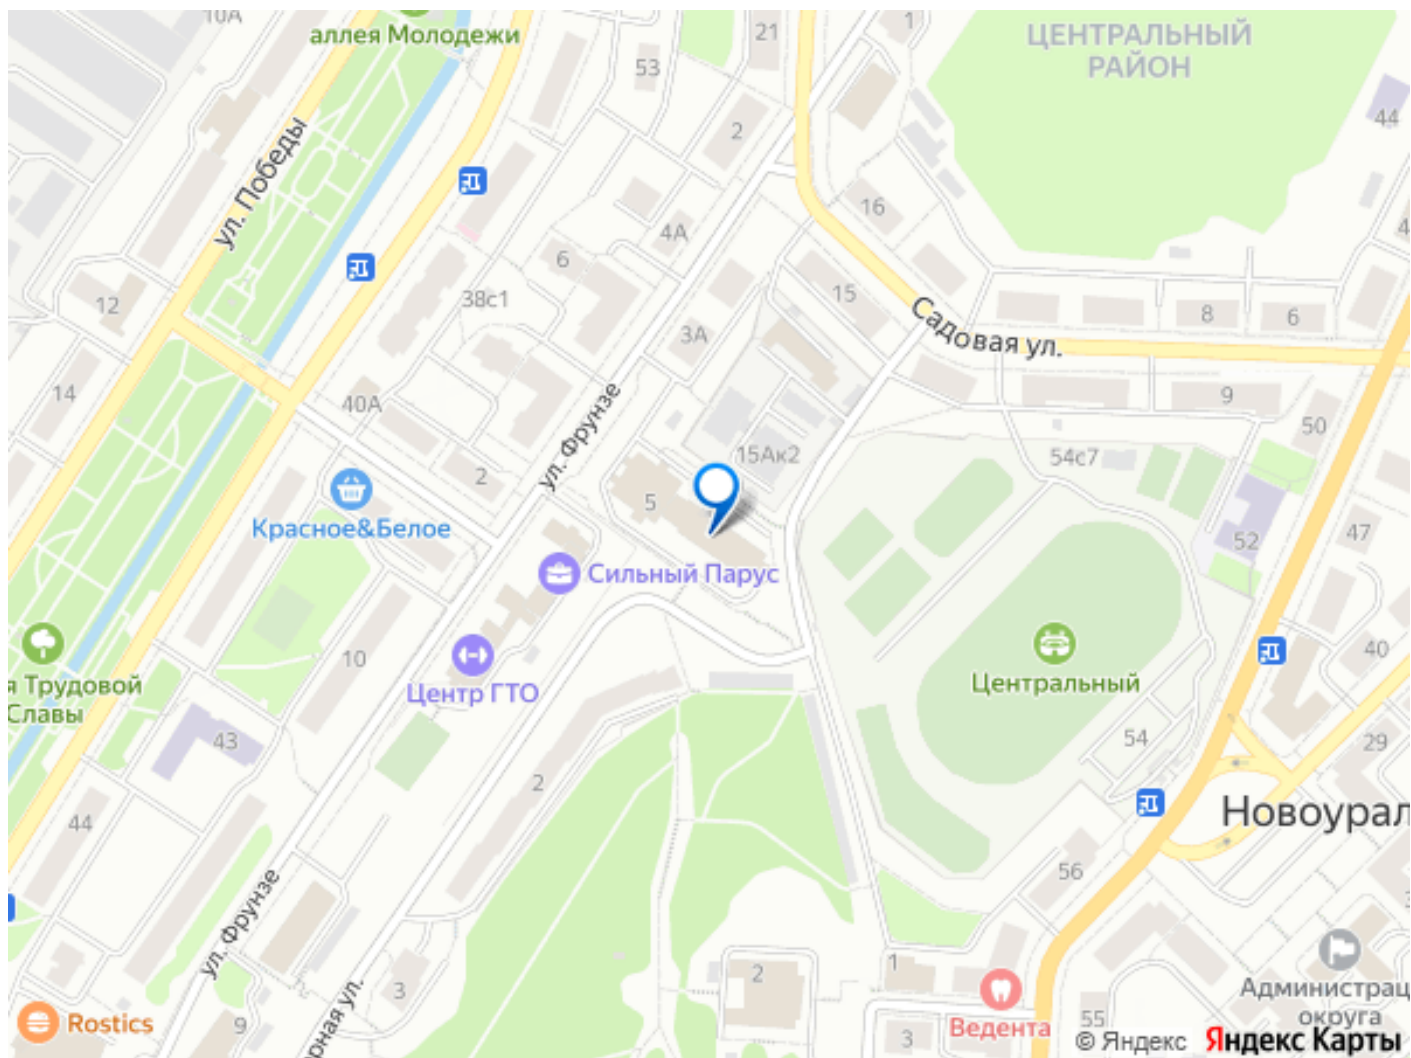 10А
аллея Молодежи
21
1
ЦЕНТРАЛЬНЫЙ
РАЙОН
53
44
2
ул. Победы
16
4А
6
15
12
38с1
8
6
3А
Садовая ул.
14
40А
9
50
ул. Фрунзе
15Ак2
54с7
2
5
Красное&Белое
52
47
Сильный Парус
10
40
Центр ГТО
Центральный
я Трудовой
Славы
43
54
29
2
44
Новоурал
56
ул. Фрунзе
2
1
3
Администрац
округа
орная ул.
Rostics
9
Ведента
55
3
© Яндекс
Яндекс Карты